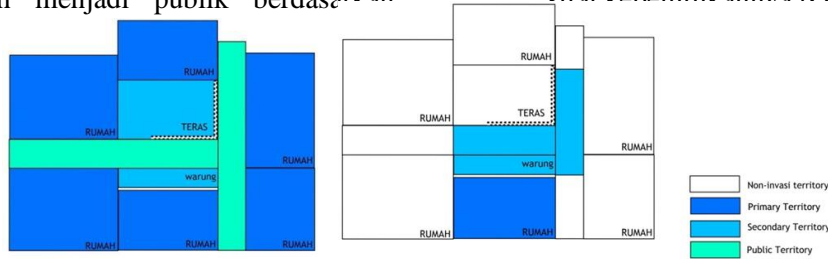 menjadi publik
RUMAH
RUMAH
TERAS
TERAS
RUMAH
RUMAH
warung
warung
RUMAH
RUMAH
Non-invasi territory
Primary Territory
RUMAH
RUMAH
RUMAH
RUMAH
RUMAH
RUMAH
Secondary Territory
Public Territory